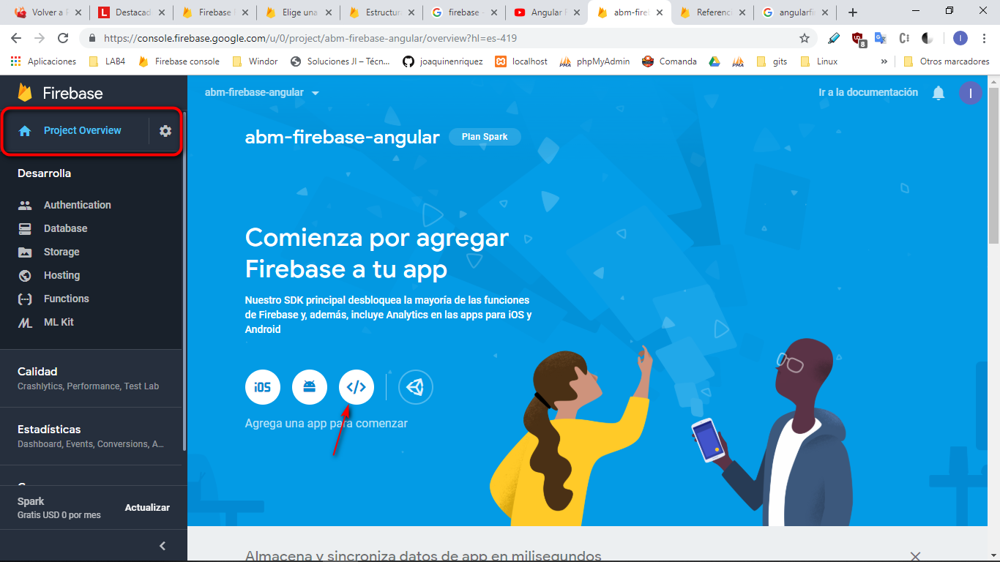 Volver a P
Destacad
Firebase
Elige una
Estructur
firebase -
Angular F
abm-fireb
Referenci
angularfi
https://console.firebase.google.com/u/0/project/abm-firebase-angular/overview?hl=es-419
8
I
Aplicaciones
LAB4
Firebase console
Windor
Soluciones JI – Técn...
joaquinenriquez
localhost
phpMyAdmin
Comanda
gits
Linux
»
Otros marcadores
Firebase
abm-firebase-angular
Ir a la documentación
I
Project Overview
abm-firebase-angular
Plan Spark
Desarrolla
Authentication
Database
Storage
Hosting
Functions
ML Kit
Comienza por agregar
Firebase a tu app
Nuestro SDK principal desbloquea la mayoría de las funciones
de Firebase y, además, incluye Analytics en las apps para iOS y
Android
iOS
</>
Agrega una app para comenzar
Calidad
Crashlytics, Performance, Test Lab
Estadísticas
Dashboard, Events, Conversions, A...
Spark
Gratis USD 0 por mes
Actualizar
Almacena y sincroniza datos de app en milisegundos